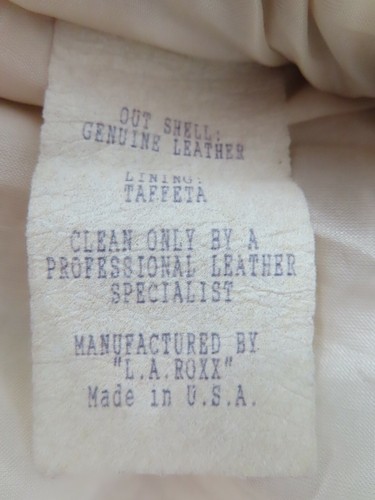 OUT SHELL:
GENUINE LEATHER
LINING:
TAFFETA
CLEAN ONLY BY A
PROFESSIONAL LEATHER
SPECIALIST
MANUFACTURED BY
"L.A.ROXX"
Made in U.S.A.